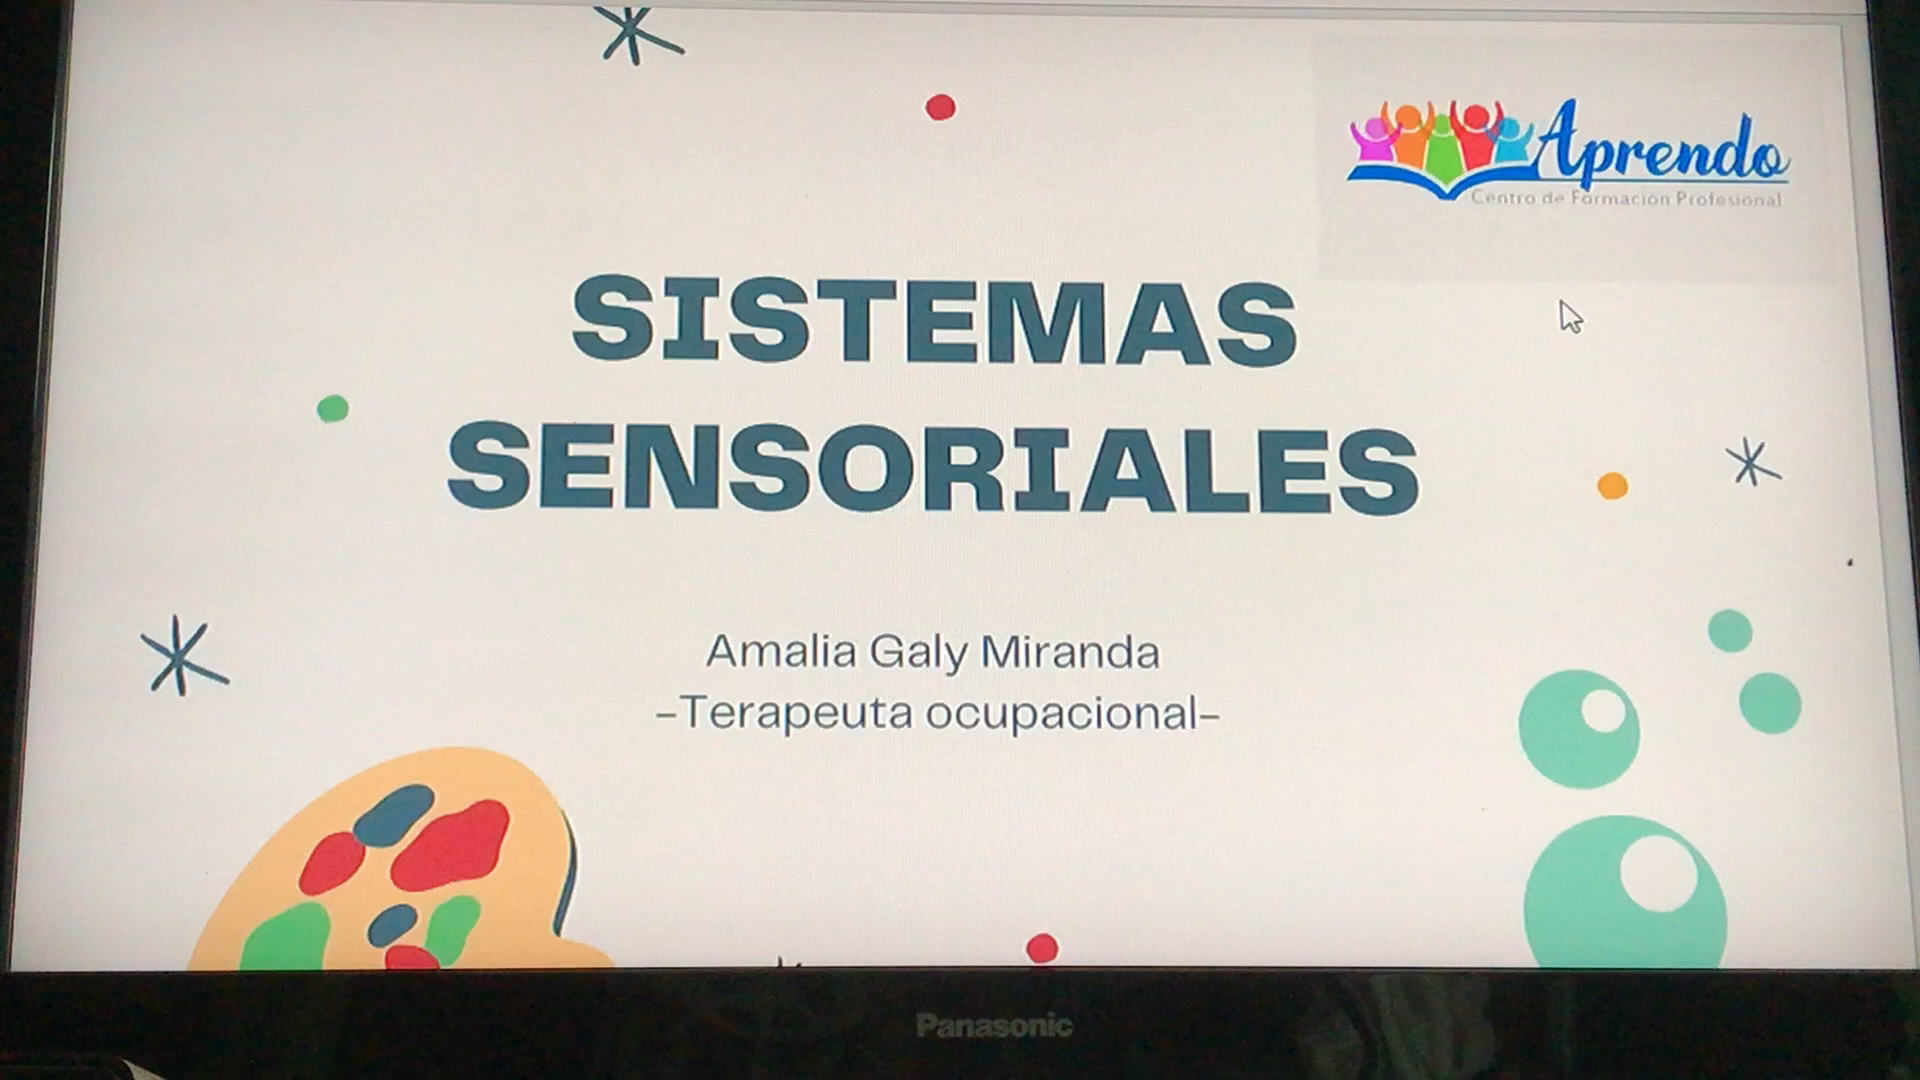 Aprendo
Centro de Formacion Profesional
SISTEMAS
SENSORIALES
Amalia Galy Miranda
-Terapeuta ocupacional-
Panasonic